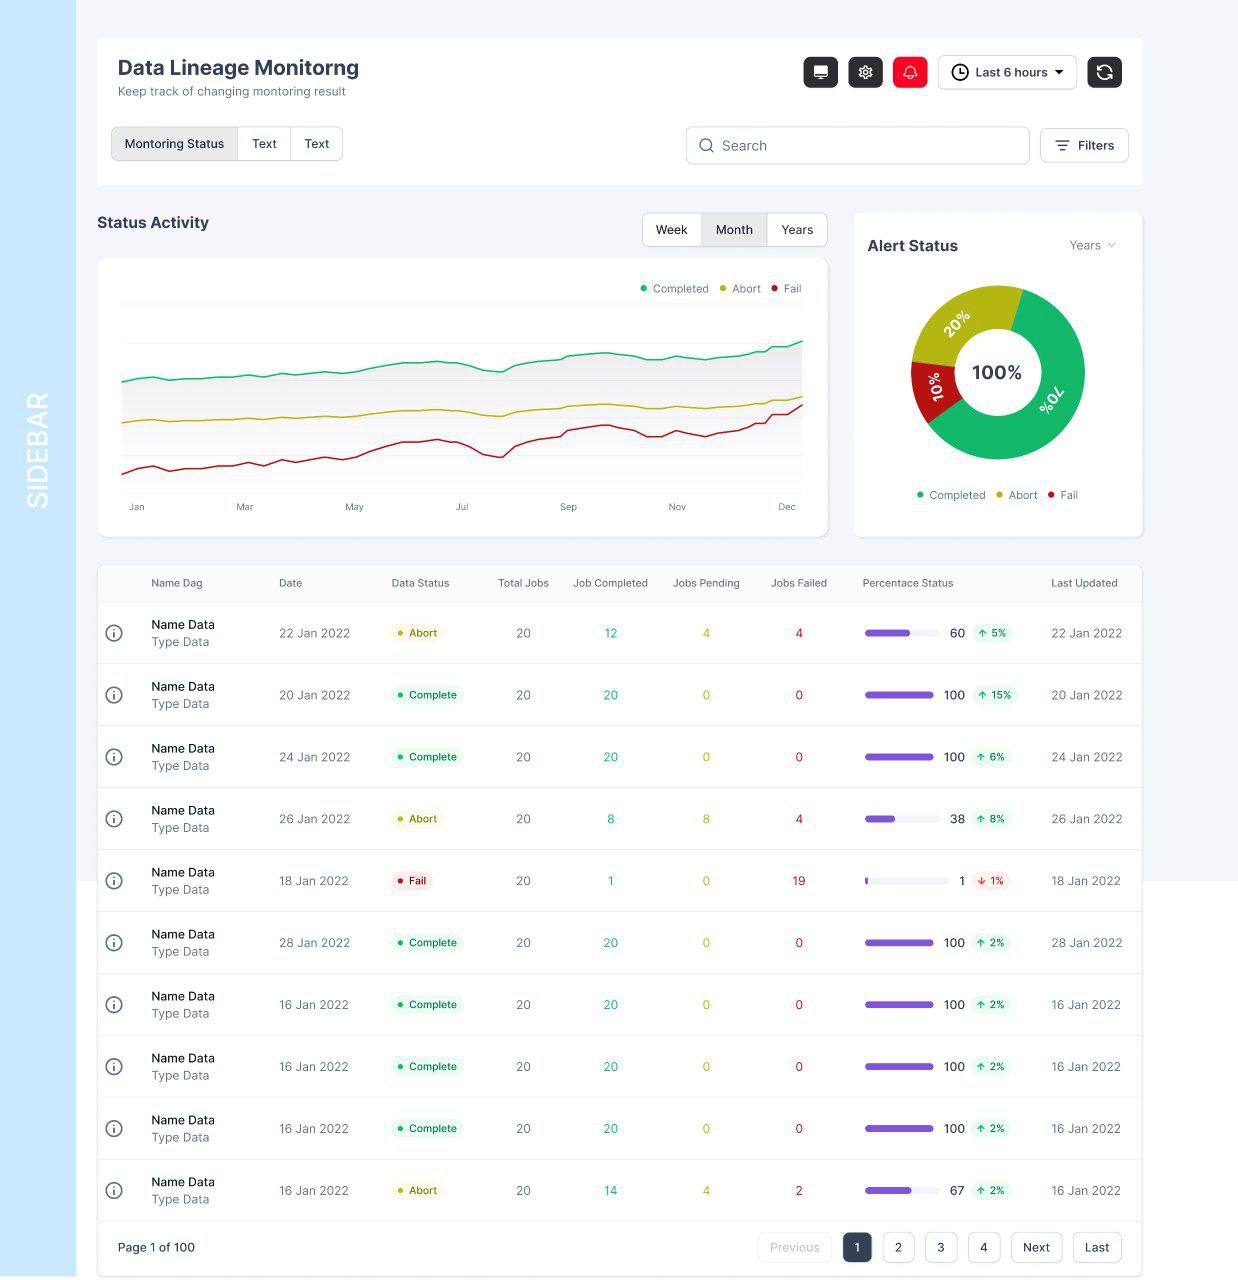 SIDEBAR
Data Lineage Monitorng
Keep track of changing montoring result
Last 6 hours
Montoring Status Text Text
Search
Filters
Status Activity
Week Month Years
Completed Abort Fail
Jan Mar May Jul Sep Nov Dec
Alert Status
Years
20%
10%
100%
70%
Completed Abort Fail
Name Dag Date Data Status Total Jobs Job Completed Jobs Pending Jobs Failed Percentace Status Last Updated
Name Data
Type Data
22 Jan 2022 Abort 20 12 4 4 60 5% 22 Jan 2022
Name Data
Type Data
20 Jan 2022 Complete 20 20 0 0 100 15% 20 Jan 2022
Name Data
Type Data
24 Jan 2022 Complete 20 20 0 0 100 6% 24 Jan 2022
Name Data
Type Data
26 Jan 2022 Abort 20 8 8 4 38 8% 26 Jan 2022
Name Data
Type Data
18 Jan 2022 Fail 20 1 0 19 1 1% 18 Jan 2022
Name Data
Type Data
28 Jan 2022 Complete 20 20 0 0 100 2% 28 Jan 2022
Name Data
Type Data
16 Jan 2022 Complete 20 20 0 0 100 2% 16 Jan 2022
Name Data
Type Data
16 Jan 2022 Complete 20 20 0 0 100 2% 16 Jan 2022
Name Data
Type Data
16 Jan 2022 Complete 20 20 0 0 100 2% 16 Jan 2022
Name Data
Type Data
16 Jan 2022 Abort 20 14 4 2 67 2% 16 Jan 2022
Page 1 of 100
Previous 1 2 3 4 Next Last